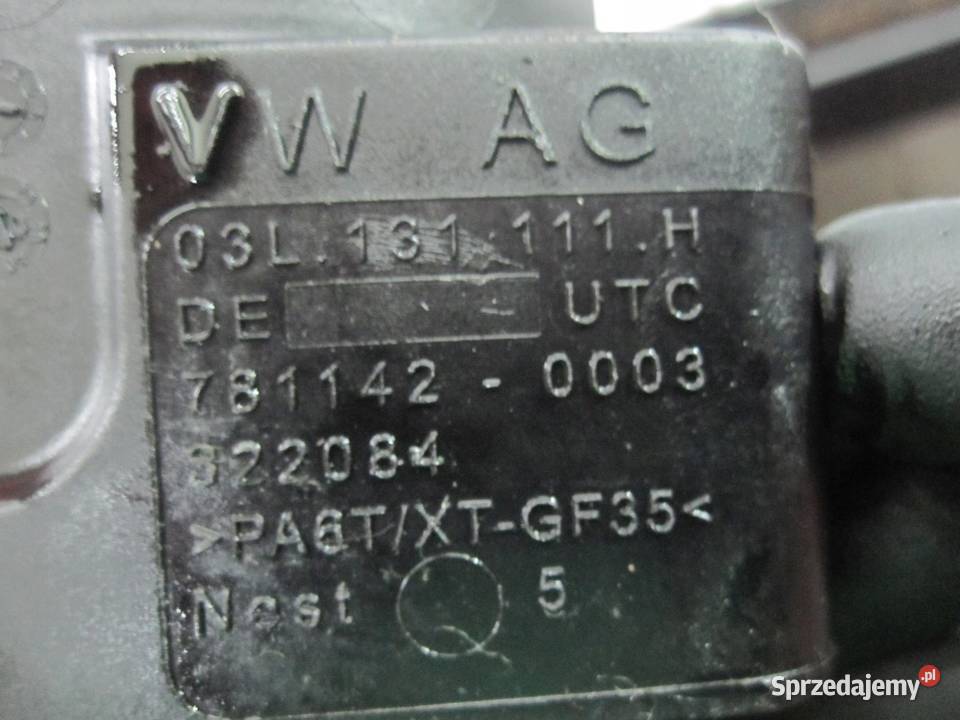 VW AG
03L.131 111.H
DE UTC
781142 - 0003
322084
>PA6T/XT-GF35<
Nest 5
Sprzedajemy.pl